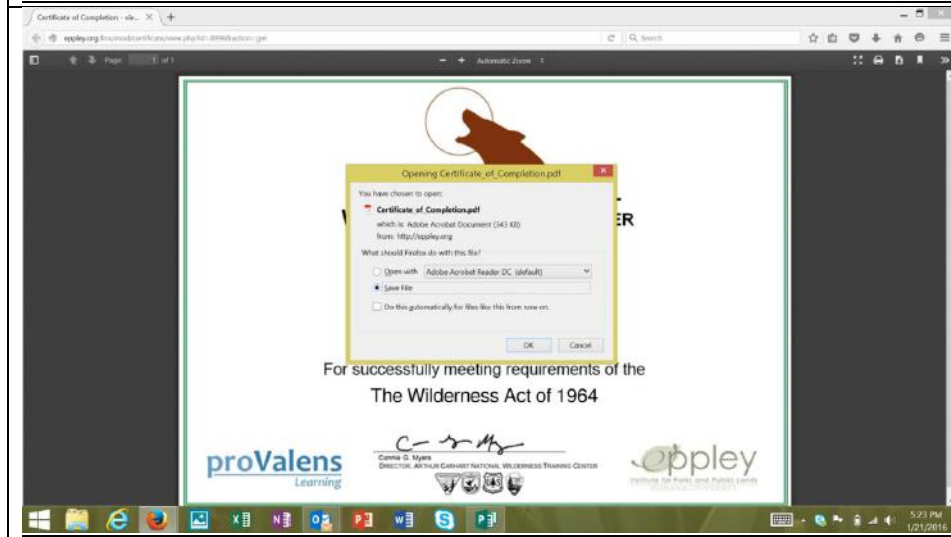 Certificate of Completion - vie...
Search
Page: 1 of 1
Automatic Zoom
Opening Certificate_of_Completion.pdf
You have chosen to open:
Certificate_of_Completion.pdf
which is: Adobe Acrobat Document (343 KB)
from: http://eppley.org
What should Firefox do with this file?
Open with Adobe Acrobat Reader DC (default)
Save File
Do this automatically for files like this from now on.
OK Cancel
ER
For successfully meeting requirements of the
The Wilderness Act of 1964
Connie G. Myers
DIRECTOR, ARTHUR CARHART NATIONAL WILDERNESS TRAINING CENTER
proValens
Learning
eppley
Institute for Parks and Public Lands
5:23 PM
1/21/2016